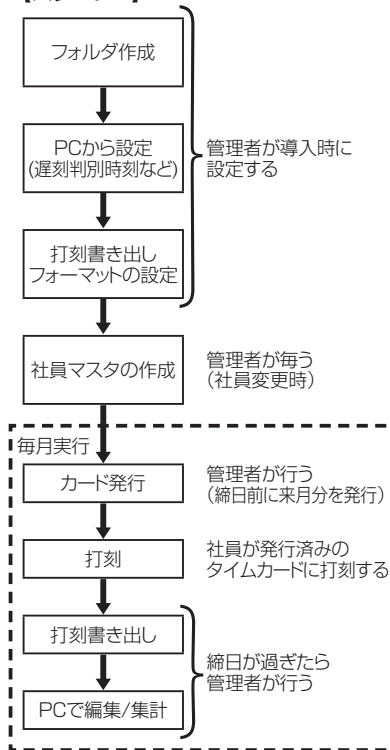 フォルダ作成
PCから設定
(遅刻判別時刻など)
管理者が導入時に
設定する
打刻書き出し
フォーマットの設定
社員マスタの作成
管理者が毎う
(社員変更時)
毎月実行
カード発行
管理者が行う
(締日前に来月分を発行)
打刻
社員が発行済みの
タイムカードに打刻する
打刻書き出し
締日が過ぎたら
管理者が行う
PCで編集/集計